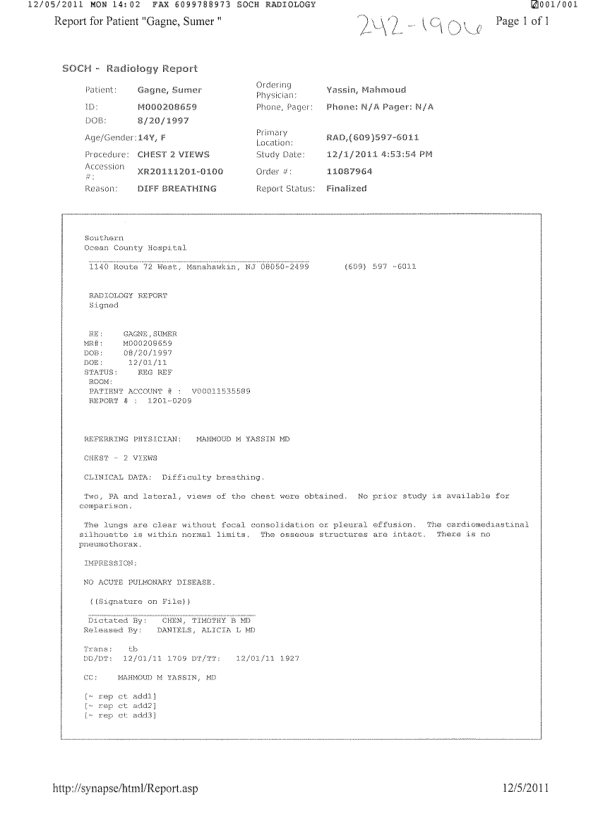 12/05/2011 MON 14:02 FAX 6099788973 SOCH RADIOLOGY 001/001
Report for Patient "Gagne, Sumer " 242-1906 Page 1 of 1
SOCH - Radiology Report
Patient: Gagne, Sumer Ordering Physician: Yassin, Mahmoud
ID: M000208659 Phone, Pager: Phone: N/A Pager: N/A
DOB: 8/20/1997
Age/Gender: 14Y, F Primary Location: RAD,(609)597-6011
Procedure: CHEST 2 VIEWS Study Date: 12/1/2011 4:53:54 PM
Accession #: XR20111201-0100 Order #: 11087964
Reason: DIFF BREATHING Report Status: Finalized
Southern
Ocean County Hospital
1140 Route 72 West, Manahawkin, NJ 08050-2499 (609) 597 -6011
RADIOLOGY REPORT
Signed
RE: GAGNE,SUMER
MR#: M000208659
DOB: 08/20/1997
DOE: 12/01/11
STATUS: REG REF
ROOM:
PATIENT ACCOUNT # : V00011535589
REPORT # : 1201-0209
REFERRING PHYSICIAN: MAHMOUD M YASSIN MD
CHEST - 2 VIEWS
CLINICAL DATA: Difficulty breathing.
Two, PA and lateral, views of the chest were obtained. No prior study is available for
comparison.
The lungs are clear without focal consolidation or pleural effusion. The cardiomediastinal
silhouette is within normal limits. The osseous structures are intact. There is no
pneumothorax.
IMPRESSION:
NO ACUTE PULMONARY DISEASE.
((Signature on File))
Dictated By: CHEN, TIMOTHY B MD
Released By: DANIELS, ALICIA L MD
Trans: tb
DD/DT: 12/01/11 1709 DT/TT: 12/01/11 1927
CC: MAHMOUD M YASSIN, MD
[~ rep ct add1]
[~ rep ct add2]
[~ rep ct add3]
http://synapse/html/Report.asp 12/5/2011